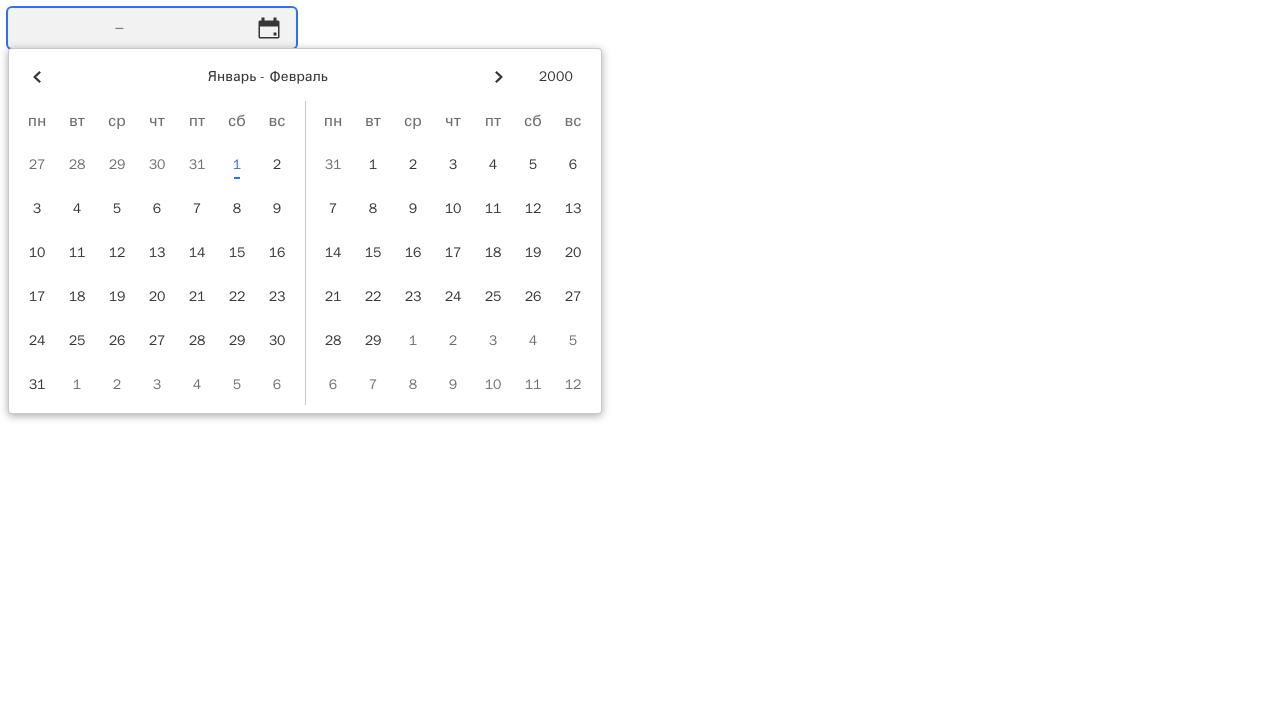 –
Январь - Февраль 2000
пн вт ср чт пт сб вс пн вт ср чт пт сб вс
27 28 29 30 31 1 2 31 1 2 3 4 5 6
3 4 5 6 7 8 9 7 8 9 10 11 12 13
10 11 12 13 14 15 16 14 15 16 17 18 19 20
17 18 19 20 21 22 23 21 22 23 24 25 26 27
24 25 26 27 28 29 30 28 29 1 2 3 4 5
31 1 2 3 4 5 6 6 7 8 9 10 11 12